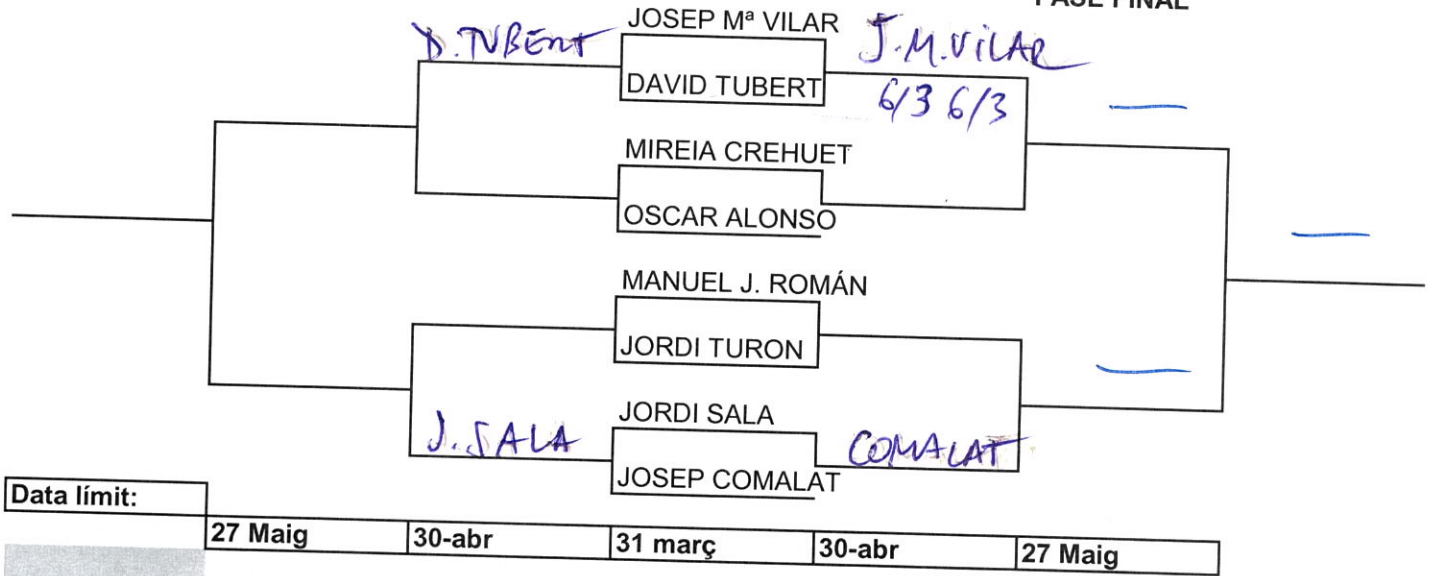 FASE FINAL
JOSEP Mª VILAR
D. TUBERT
J.M.VILAR
DAVID TUBERT
6/3 6/3
MIREIA CREHUET
OSCAR ALONSO
MANUEL J. ROMÁN
JORDI TURON
JORDI SALA
J. SALA
COMALAT
JOSEP COMALAT
Data límit:
27 Maig 30-abr 31 març 30-abr 27 Maig